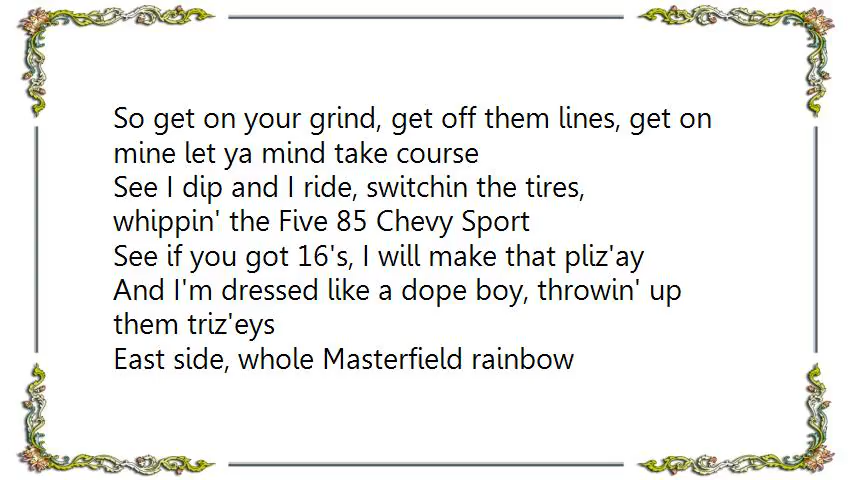 So get on your grind, get off them lines, get on
mine let ya mind take course
See I dip and I ride, switchin the tires,
whippin' the Five 85 Chevy Sport
See if you got 16's, I will make that pliz'ay
And I'm dressed like a dope boy, throwin' up
them triz'eys
East side, whole Masterfield rainbow